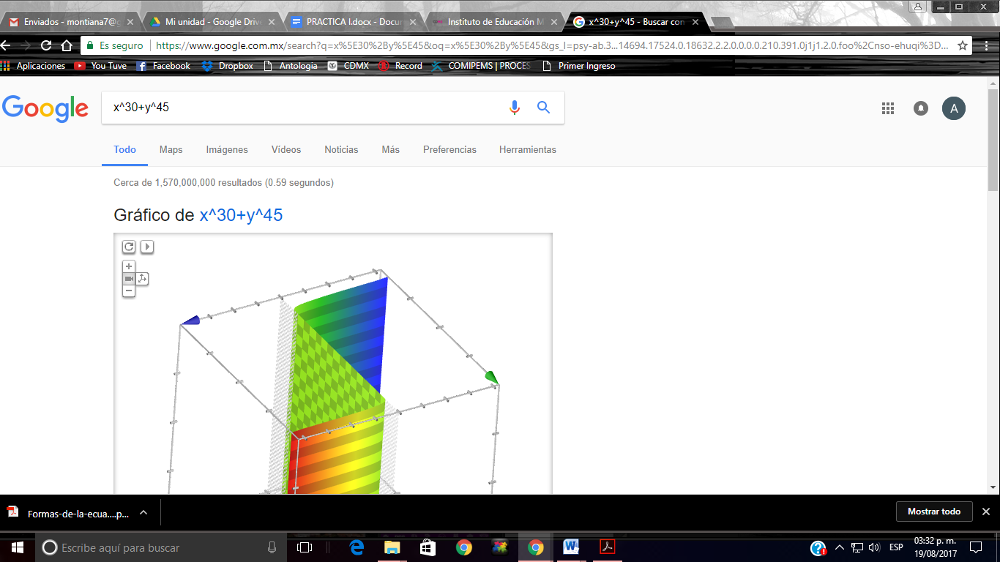 Enviados - montiana7@g
Mi unidad - Google Drive
PRACTICA I.docx - Docum
Instituto de Educación M
x^30+y^45 - Buscar con
Es seguro
https://www.google.com.mx/search?q=x%5E30%2By%5E45&oq=x%5E30%2By%5E45&gs_l=psy-ab.3...14694.17524.0.18632.2.2.0.0.0.0.210.391.0j1j1.2.0.foo%2Cnso-ehuqi%3D...
Aplicaciones
You Tuve
Facebook
Dropbox
Antologia
CDMX
Record
COMIPEMS | PROCES
Primer Ingreso
Google
x^30+y^45
A
Todo
Maps
Imágenes
Vídeos
Noticias
Más
Preferencias
Herramientas
Cerca de 1,570,000,000 resultados (0.59 segundos)
Gráfico de x^30+y^45
Formas-de-la-ecua....p...
Mostrar todo
Escribe aquí para buscar
ESP
03:32 p. m.
19/08/2017